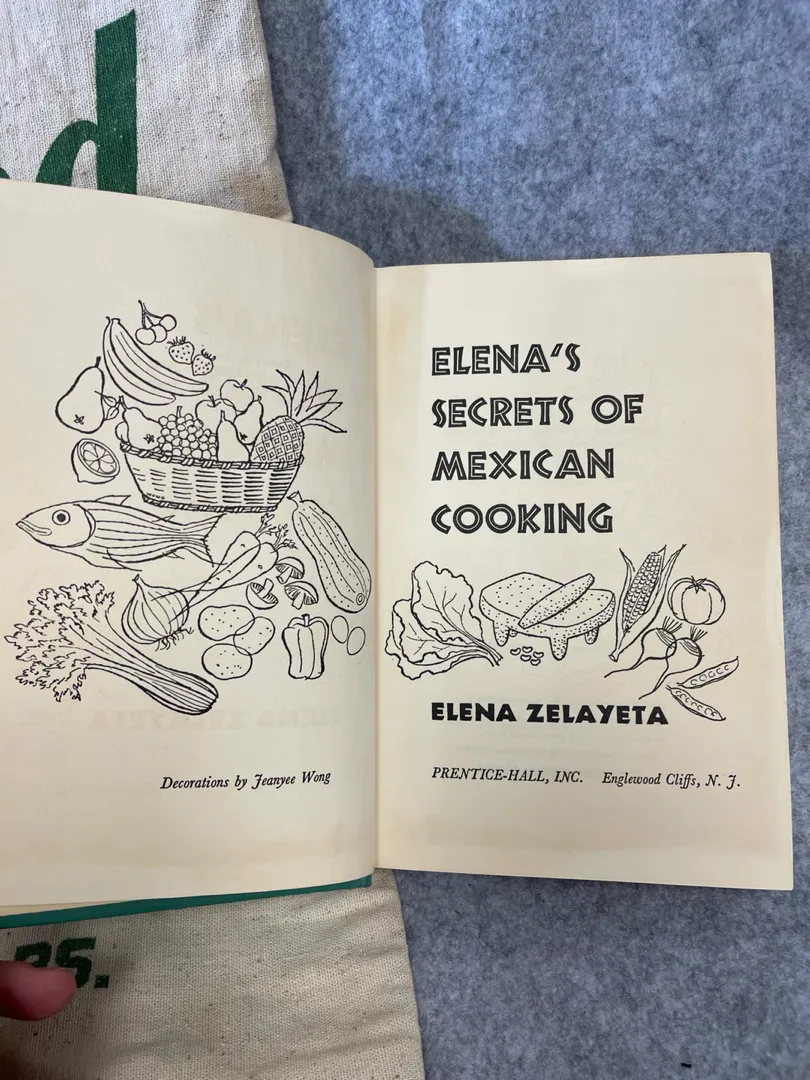 Decorations by Jeanyee Wong
ELENA'S
SECRETS OF
MEXICAN
COOKING
ELENA ZELAYETA
PRENTICE-HALL, INC. Englewood Cliffs, N. J.